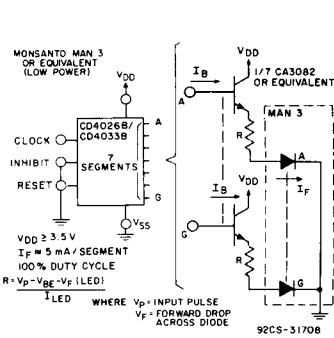 MONSANTO MAN 3
OR EQUIVALENT
(LOW POWER)
VDD
CD4026B/
CD4033B
7
SEGMENTS
A
G
CLOCK
INHIBIT
RESET
VSS
VDD ≥ 3.5 V
IF ≈ 5 mA/SEGMENT
100% DUTY CYCLE
R = VP-VBE-VF (LED)
ILED
WHERE VP = INPUT PULSE
VF = FORWARD DROP
ACROSS DIODE
IB
A
VDD
1/7 CA3082
OR EQUIVALENT
MAN 3
R
A
IF
IB
VDD
G
R
G
92CS-31708